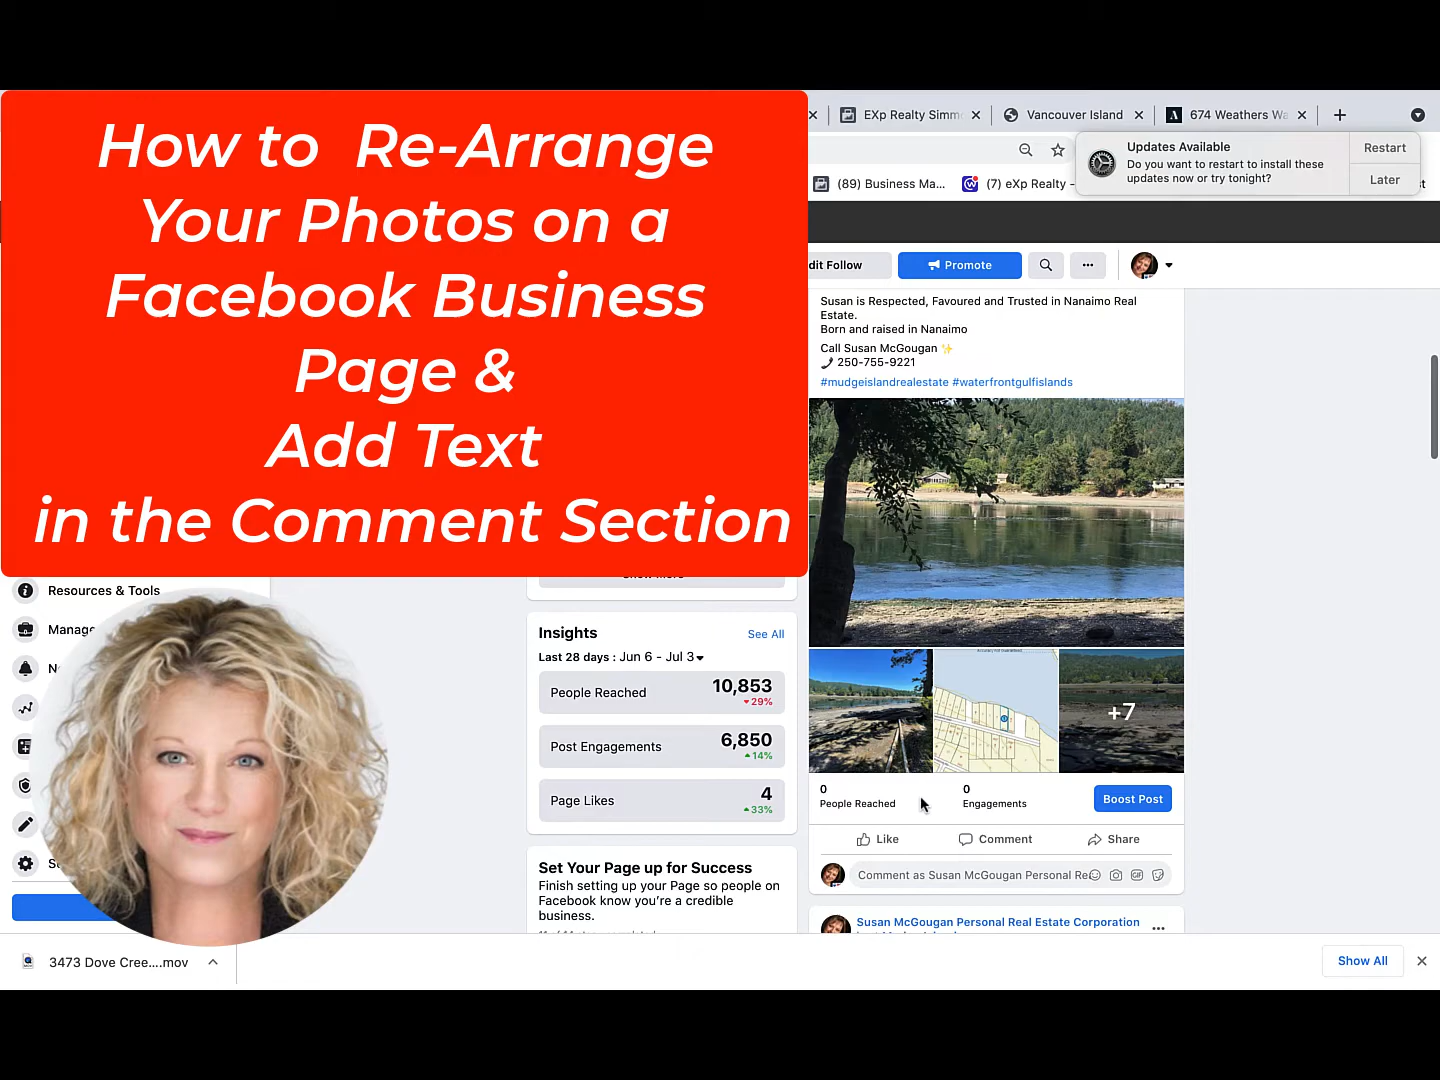 How to Re-Arrange
Your Photos on a
Facebook Business
Page &
Add Text
in the Comment Section
EXp Realty Simm
Vancouver Island
674 Weathers Wa
Updates Available
Do you want to restart to install these
updates now or try tonight?
Restart
Later
(89) Business Ma...
(7) eXp Realty -
dit Follow
Promote
Susan is Respected, Favoured and Trusted in Nanaimo Real
Estate.
Born and raised in Nanaimo
Call Susan McGougan ✨
250-755-9221
#mudgeislandrealestate #waterfrontgulfislands
+7
0
People Reached
0
Engagements
Boost Post
Like
Comment
Share
Comment as Susan McGougan Personal Re
Susan McGougan Personal Real Estate Corporation
Resources & Tools
Manage
Insights
See All
Last 28 days : Jun 6 - Jul 3
People Reached
10,853
29%
Post Engagements
6,850
14%
Page Likes
4
33%
Set Your Page up for Success
Finish setting up your Page so people on
Facebook know you're a credible
business.
3473 Dove Cree....mov
Show All